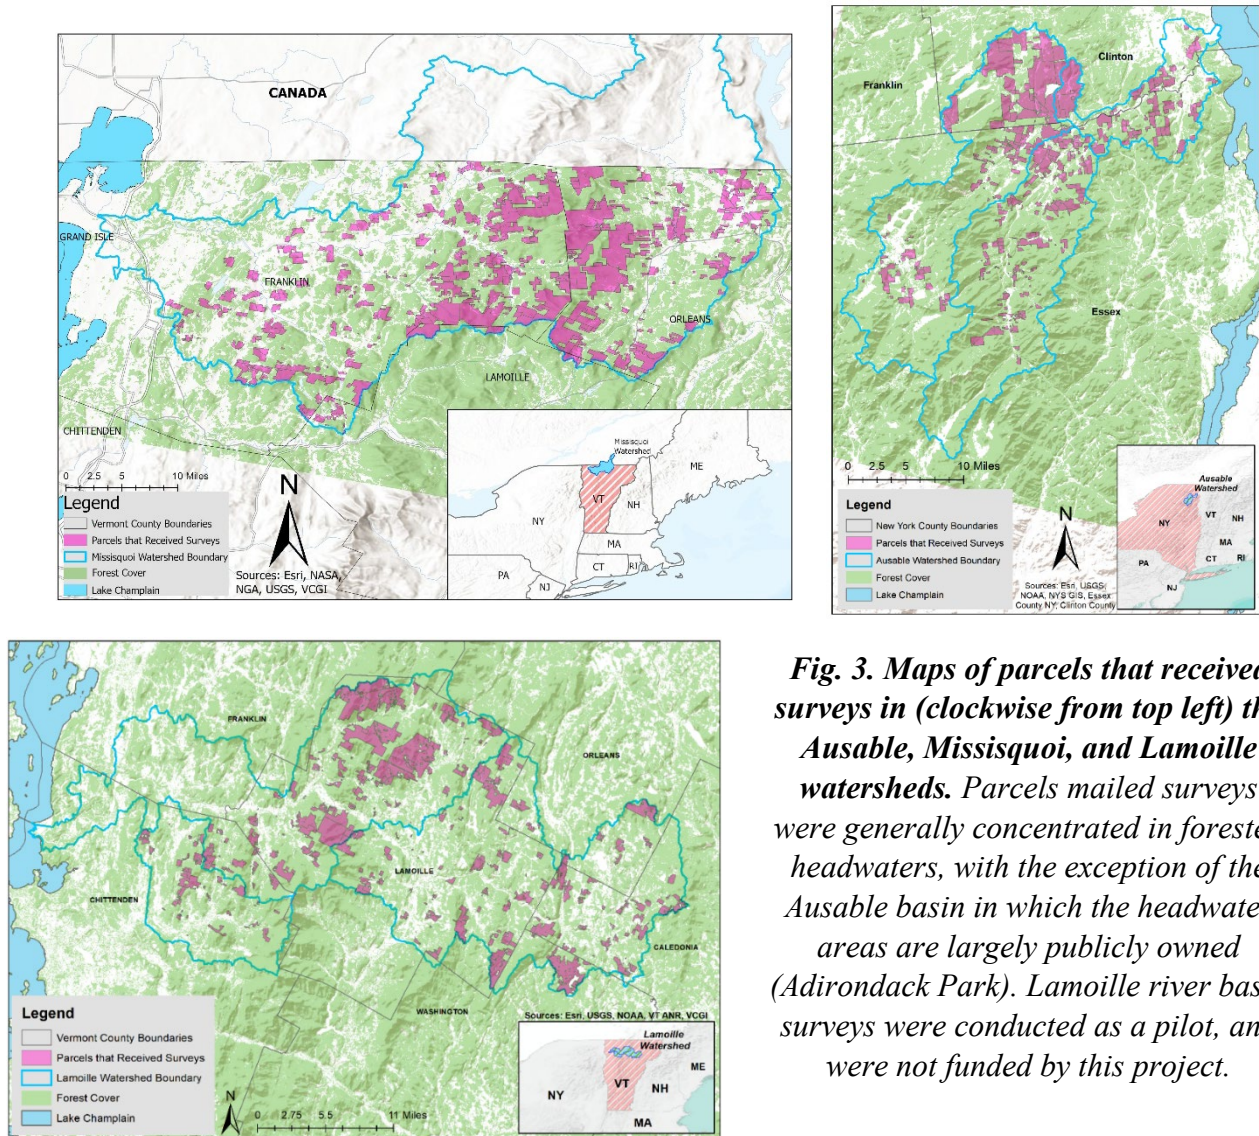 CANADA
GRAND ISLE
FRANKLIN
ORLEANS
LAMOILLE
CHITTENDEN
0 2.5 5 10 Miles
Legend
Vermont County Boundaries
Parcels that Received Surveys
Missisquoi Watershed Boundary
Forest Cover
Lake Champlain
N
Sources: Esri, NASA,
NGA, USGS, VCGI
Missisquoi
Watershed
ME
VT
NH
NY
MA
CT
RI
PA
NJ
Clinton
Franklin
Essex
0 2.5 5 10 Miles
Legend
New York County Boundaries
Parcels that Received Surveys
Ausable Watershed Boundary
Forest Cover
Lake Champlain
N
Sources: Esri, USGS,
NOAA, NYS GIS, Essex
County NY, Clinton County
Ausable
Watershed
NY
VT
NH
MA
CT
RI
PA
NJ
FRANKLIN
ORLEANS
LAMOILLE
CHITTENDEN
CALEDONIA
WASHINGTON
Legend
Vermont County Boundaries
Parcels that Received Surveys
Lamoille Watershed Boundary
Forest Cover
Lake Champlain
N
0 2.75 5.5 11 Miles
Sources: Esri, USGS, NOAA, VT ANR, VCGI
Lamoille
Watershed
ME
NY
VT
NH
MA
Fig. 3. Maps of parcels that received
surveys in (clockwise from top left) th
Ausable, Missisquoi, and Lamoille
watersheds. Parcels mailed surveys
were generally concentrated in foreste
headwaters, with the exception of the
Ausable basin in which the headwate
areas are largely publicly owned
(Adirondack Park). Lamoille river bas
surveys were conducted as a pilot, an
were not funded by this project.